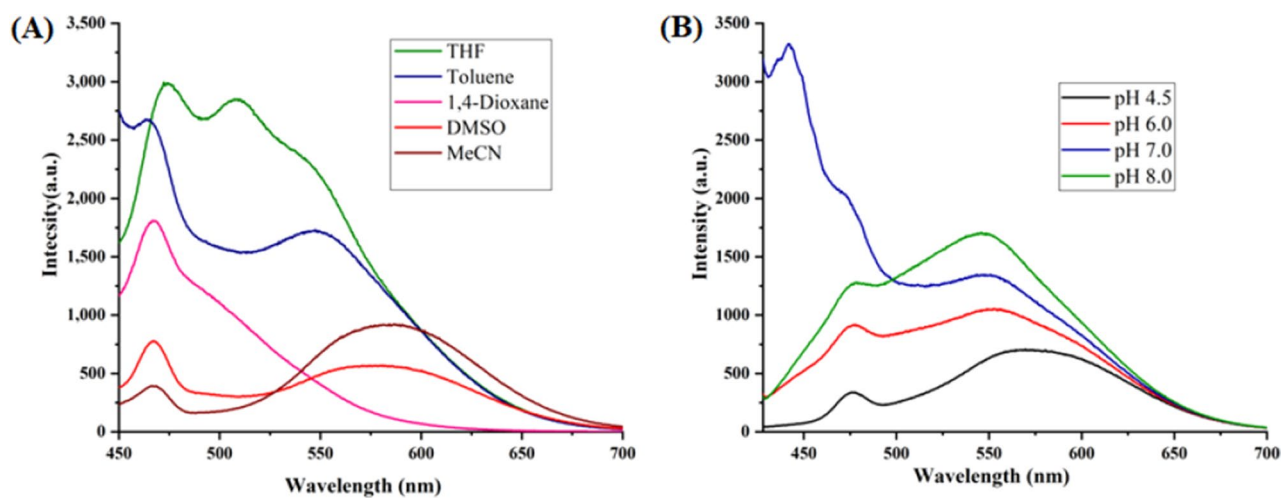 (A)
3,500
3,000
2,500
2,000
1,500
1,000
500
0
Intecsity(a.u.)
THF
Toluene
1,4-Dioxane
DMSO
MeCN
450 500 550 600 650 700
Wavelength (nm)
(B)
3500
3000
2500
2000
1500
1000
500
0
Intensity (a.u.)
pH 4.5
pH 6.0
pH 7.0
pH 8.0
450 500 550 600 650 700
Wavelength (nm)